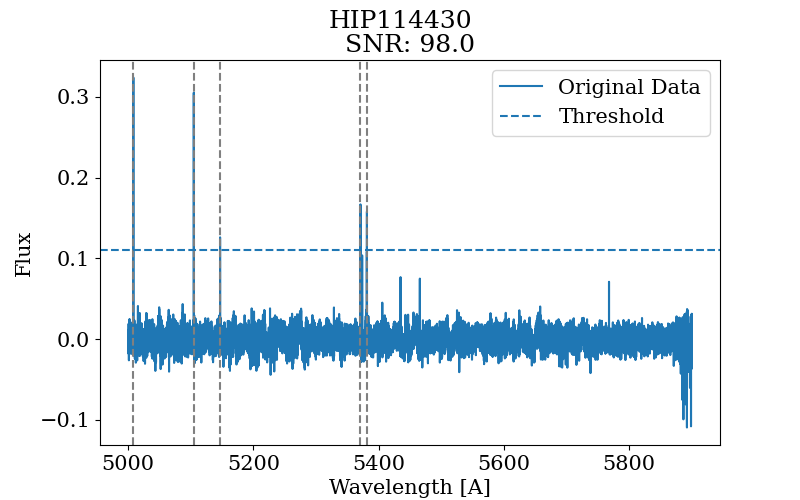 HIP114430
SNR: 98.0
Original Data
Threshold
0.3
0.2
0.1
0.0
−0.1
Flux
5000 5200 5400 5600 5800
Wavelength [A]